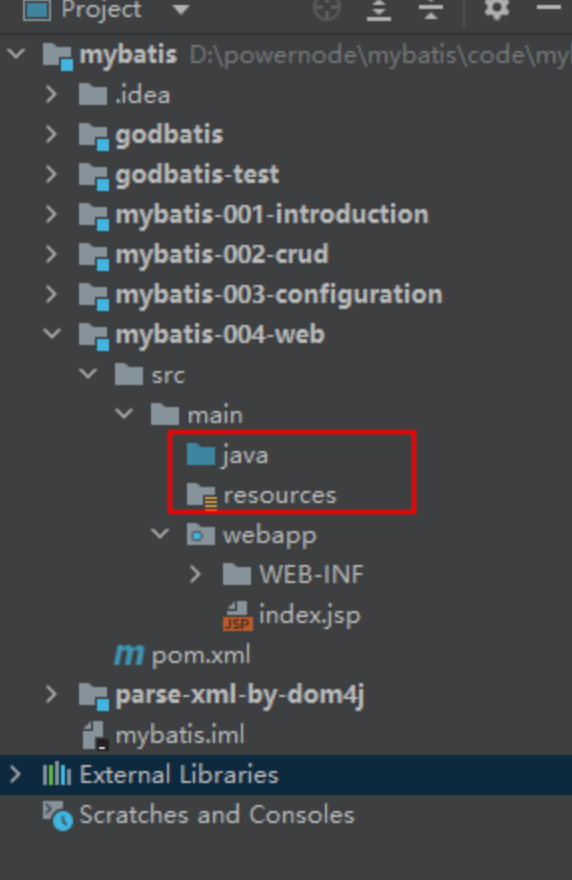 Project
mybatis D:\powernode\mybatis\code\my
.idea
godbatis
godbatis-test
mybatis-001-introduction
mybatis-002-crud
mybatis-003-configuration
mybatis-004-web
src
main
java
resources
webapp
WEB-INF
JSP index.jsp
m pom.xml
parse-xml-by-dom4j
mybatis.iml
External Libraries
Scratches and Consoles